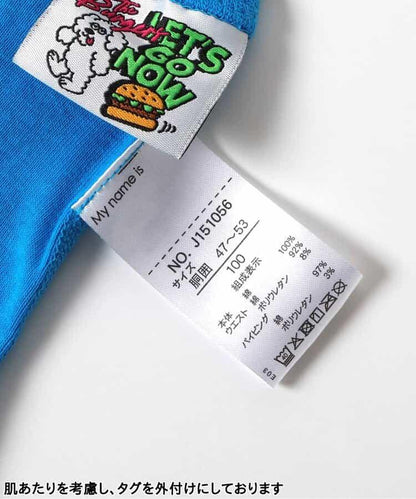 The Burgers
LET'S
GO
NOW
My name is
NO. J151056
サイズ
胴囲 47～53
100
組成表示
本体 綿 100%
ウエスト 綿 92%
ポリウレタン 8%
パイピング 綿 97%
ポリウレタン 3%
E03
肌あたりを考慮し、タグを外付けにしております